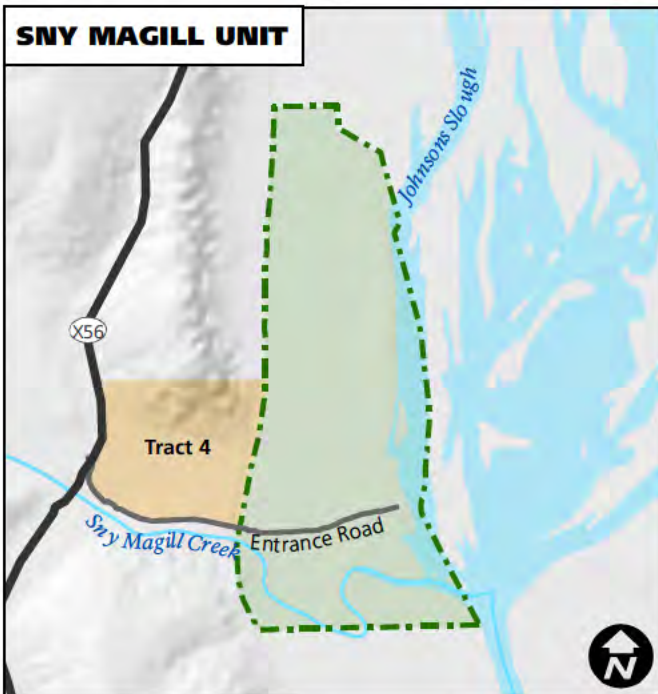 SNY MAGILL UNIT
Johnsons Slough
X56
Tract 4
Sny Magill Creek
Entrance Road
N